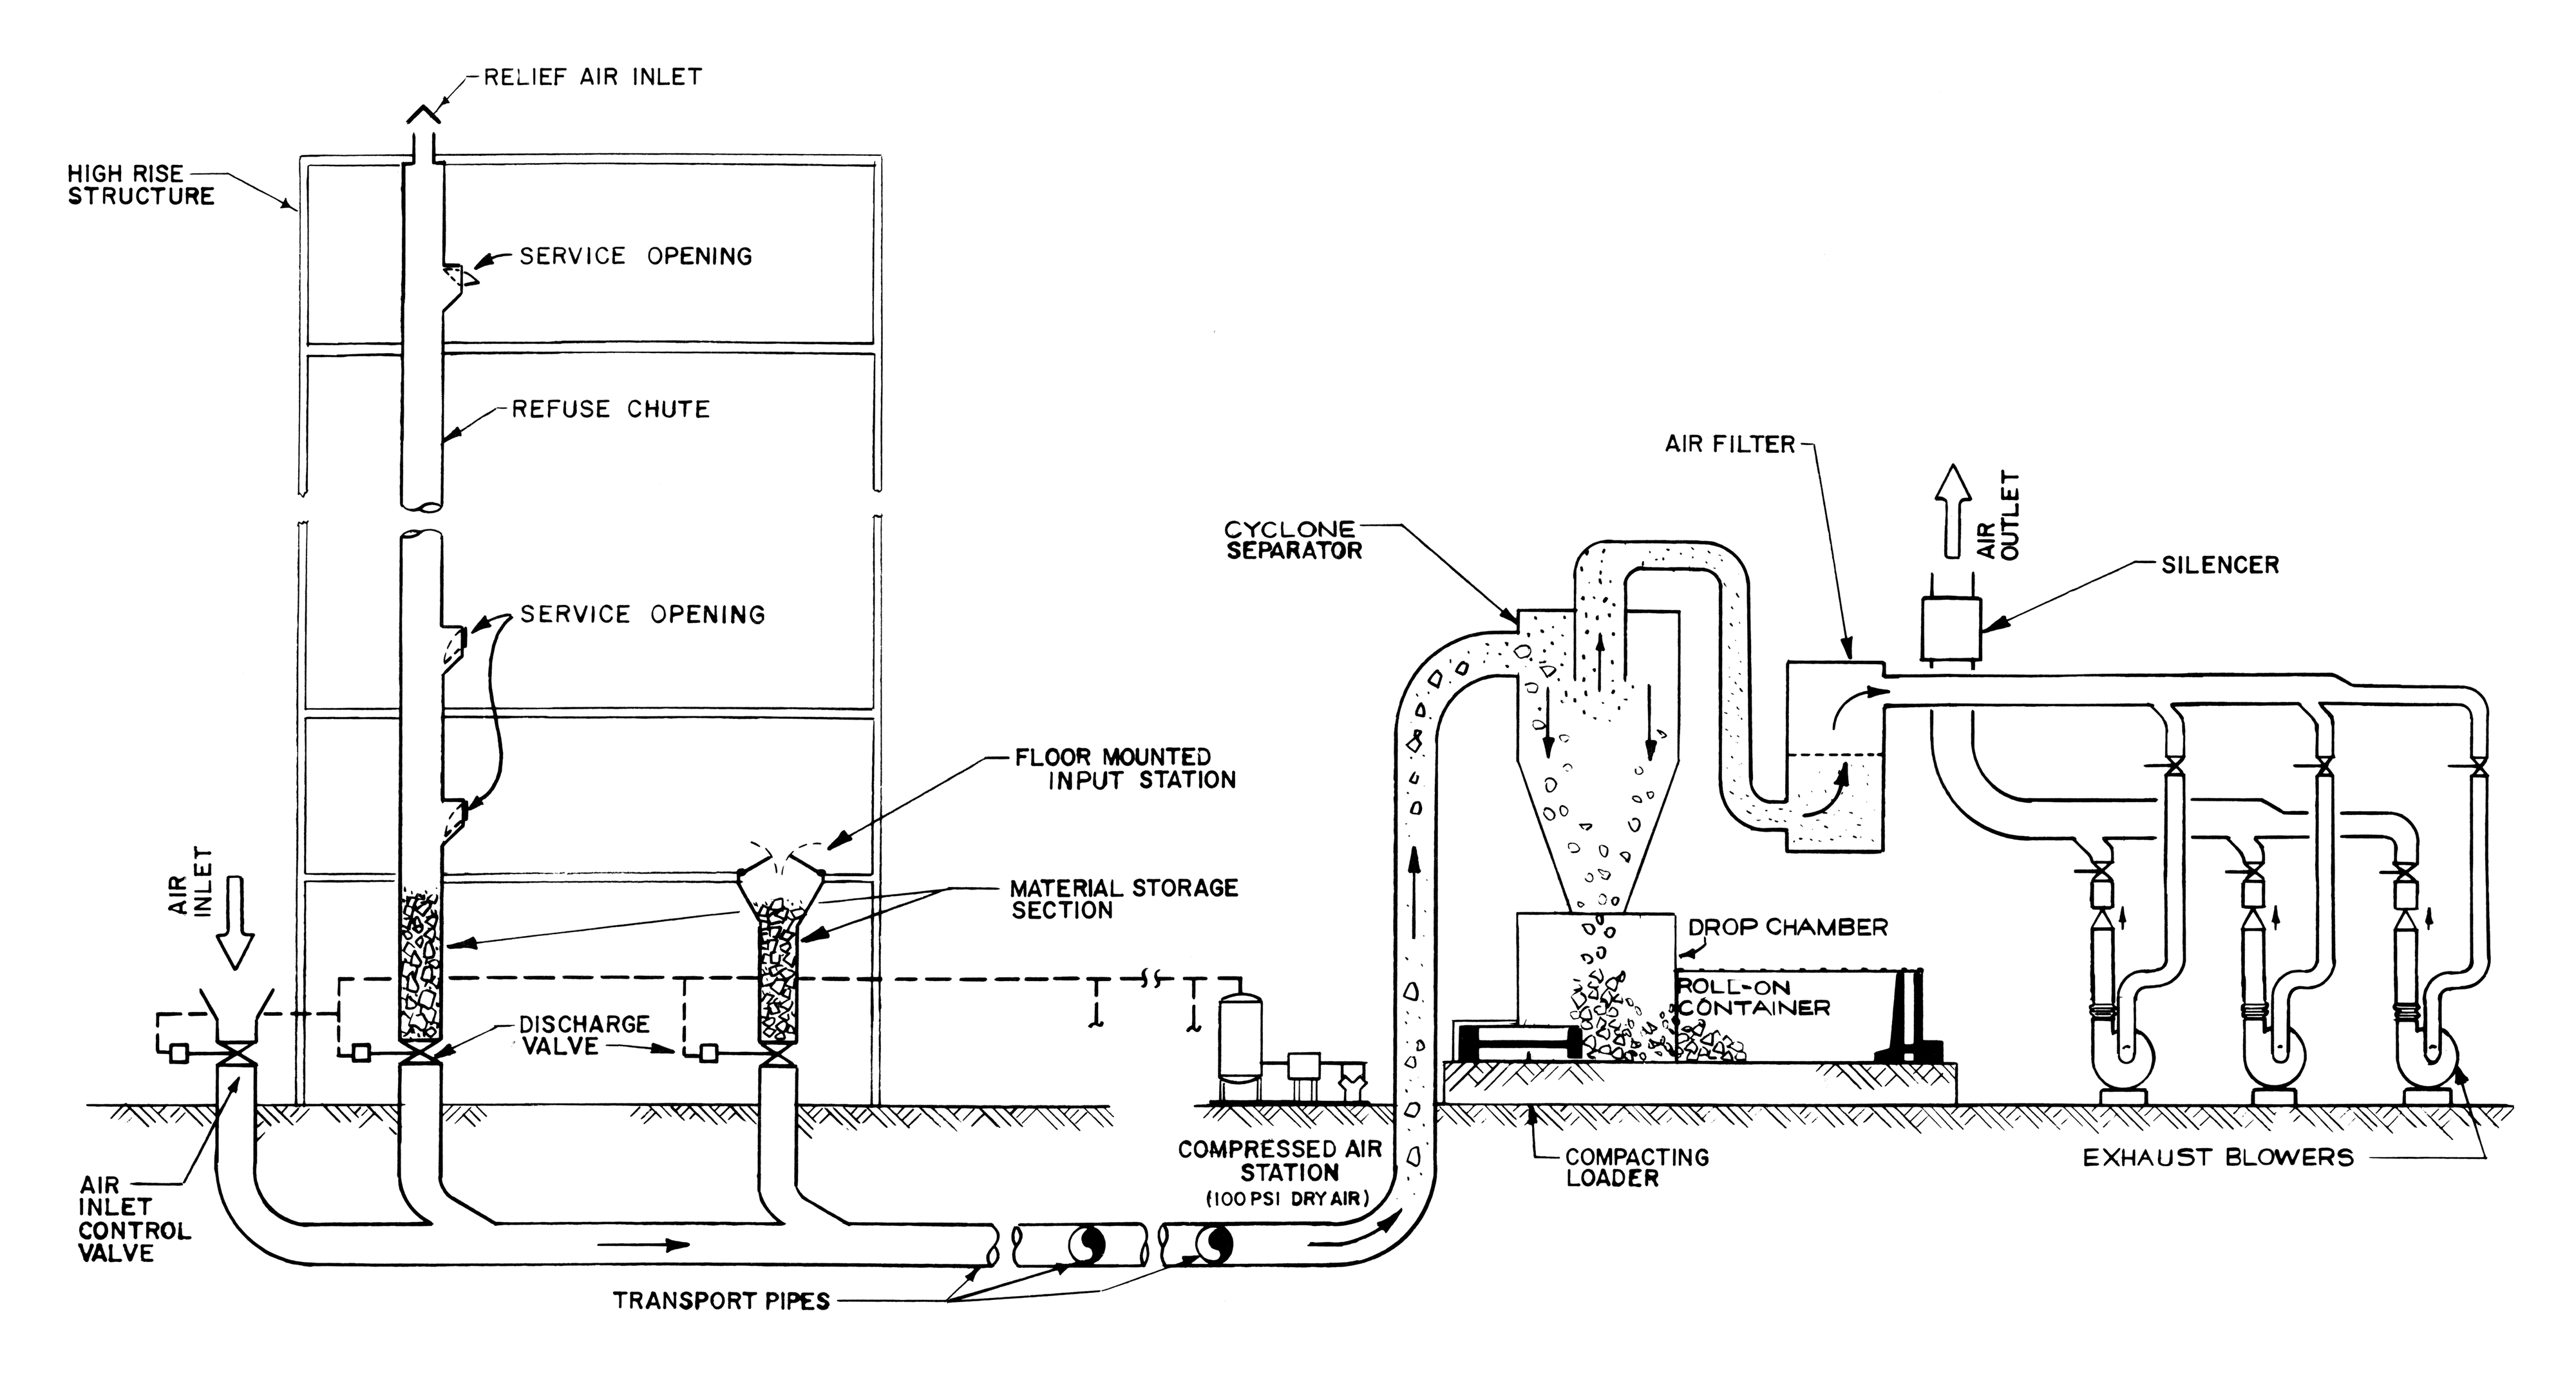 RELIEF AIR INLET
HIGH RISE
STRUCTURE
SERVICE OPENING
REFUSE CHUTE
SERVICE OPENING
FLOOR MOUNTED
INPUT STATION
AIR
INLET
MATERIAL STORAGE
SECTION
DISCHARGE
VALVE
AIR
INLET
CONTROL
VALVE
TRANSPORT PIPES
COMPRESSED AIR
STATION
(100 PSI DRY AIR)
CYCLONE
SEPARATOR
AIR FILTER
AIR
OUTLET
SILENCER
DROP CHAMBER
ROLL-ON
CONTAINER
COMPACTING
LOADER
EXHAUST BLOWERS